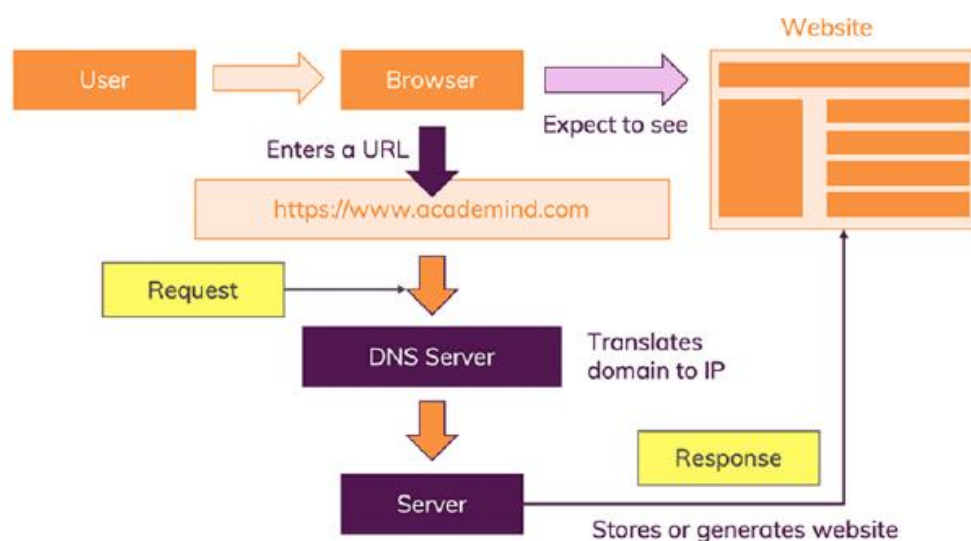 Website
User
Browser
Expect to see
Enters a URL
https://www.academind.com
Request
DNS Server
Translates
domain to IP
Response
Server
Stores or generates website